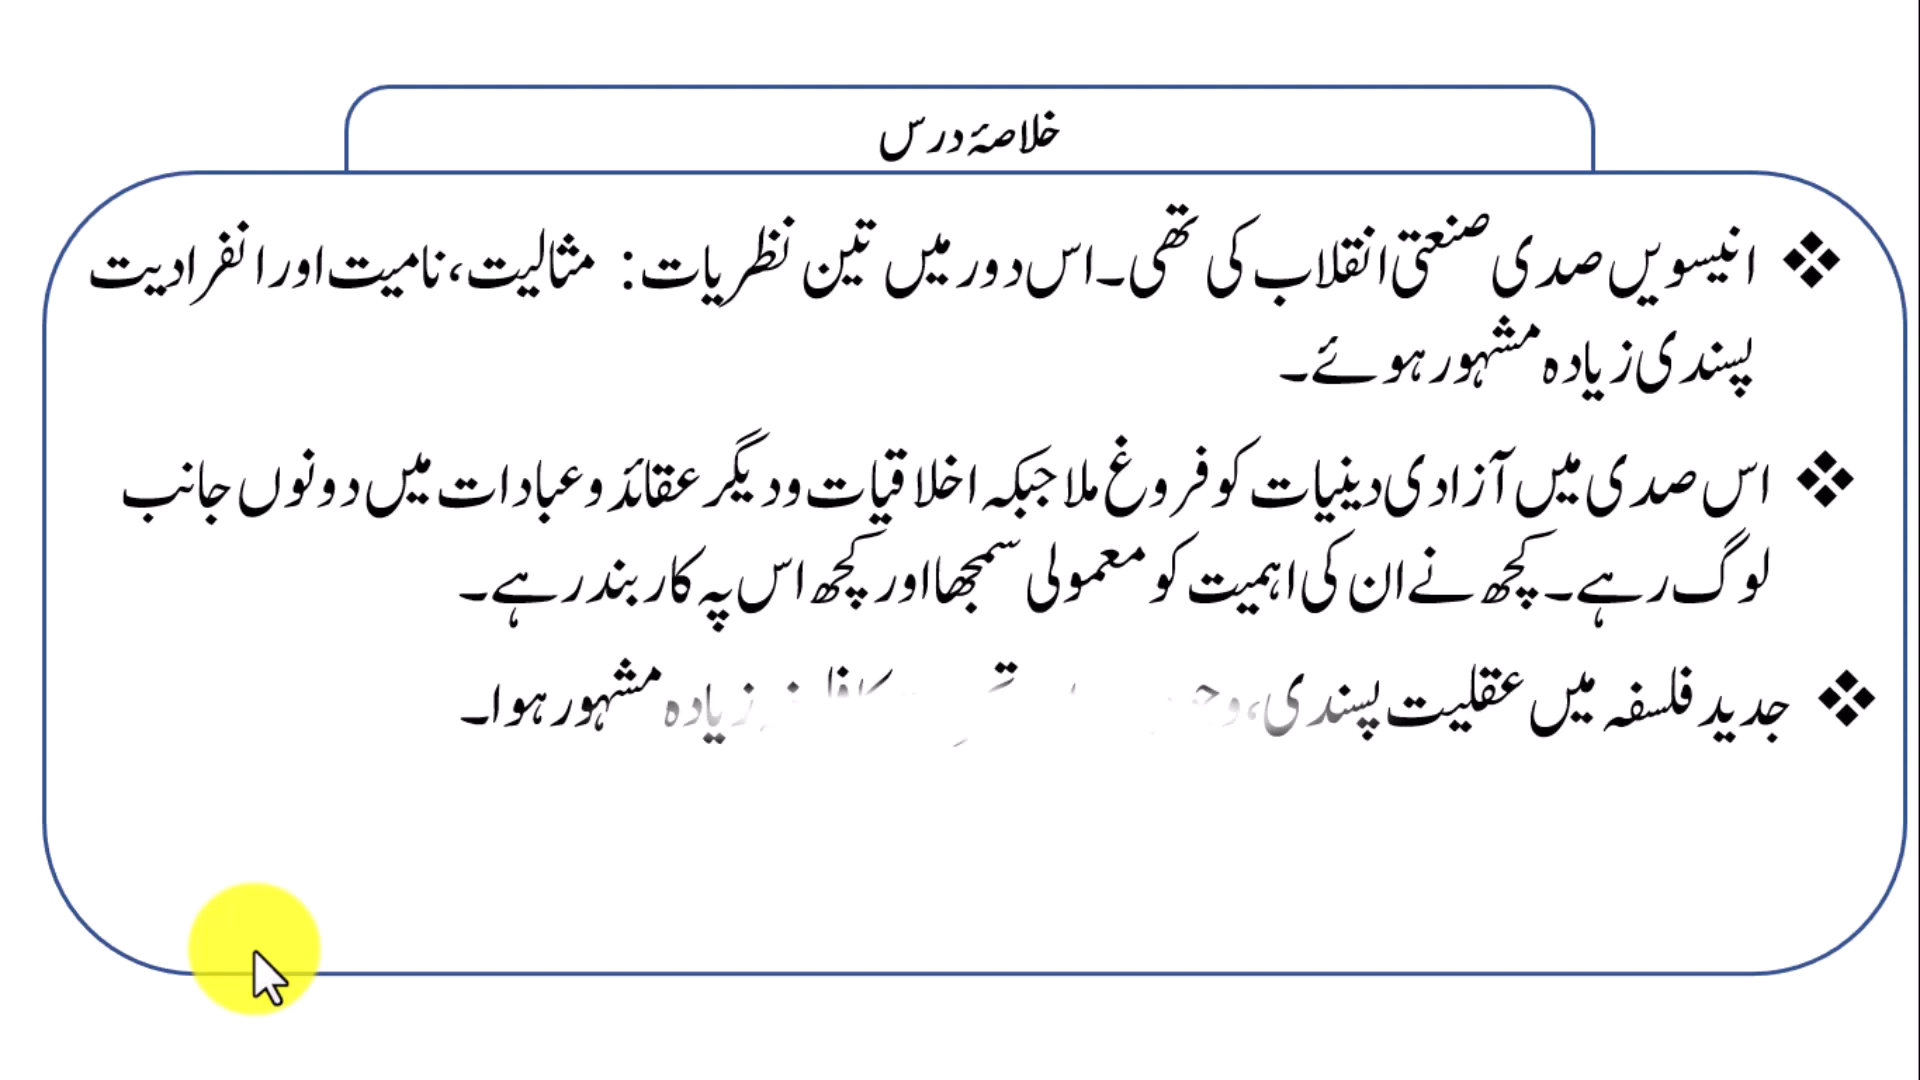 خلاصۂ درس
❖ انیسویں صدی صنعتی انقلاب کی تھی۔ اس دور میں تین نظریات: مثالیت، نامیت اور انفرادیت
پسندی زیادہ مشہور ہوئے۔
❖ اس صدی میں آزادی دینیات کو فروغ ملا جبکہ اخلاقیات و دیگر عقائد و عبادات میں دونوں جانب
لوگ رہے۔ کچھ نے ان کی اہمیت کو معمولی سمجھا اور کچھ اس پہ کاربند رہے۔
❖ جدید فلسفہ میں عقلیت پسندی، زیادہ مشہور ہوا۔